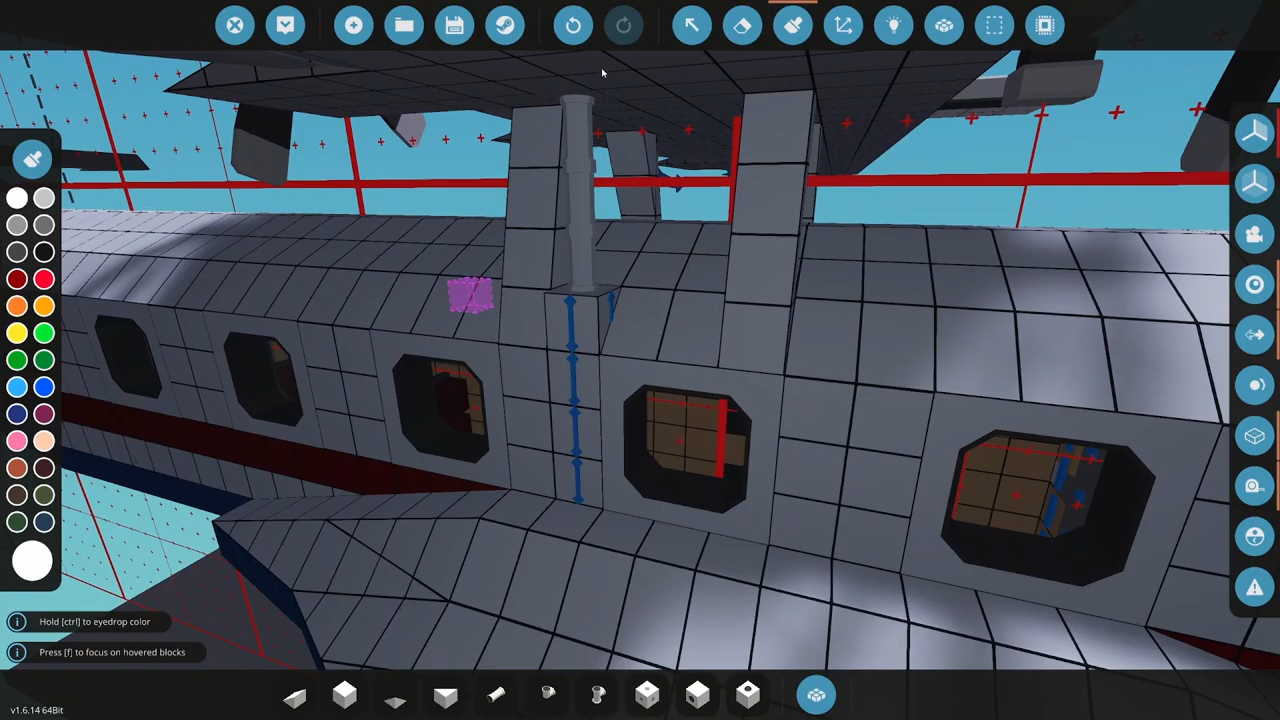 Hold [ctrl] to eyedrop color
Press [f] to focus on hovered blocks
v1.6.14 64Bit